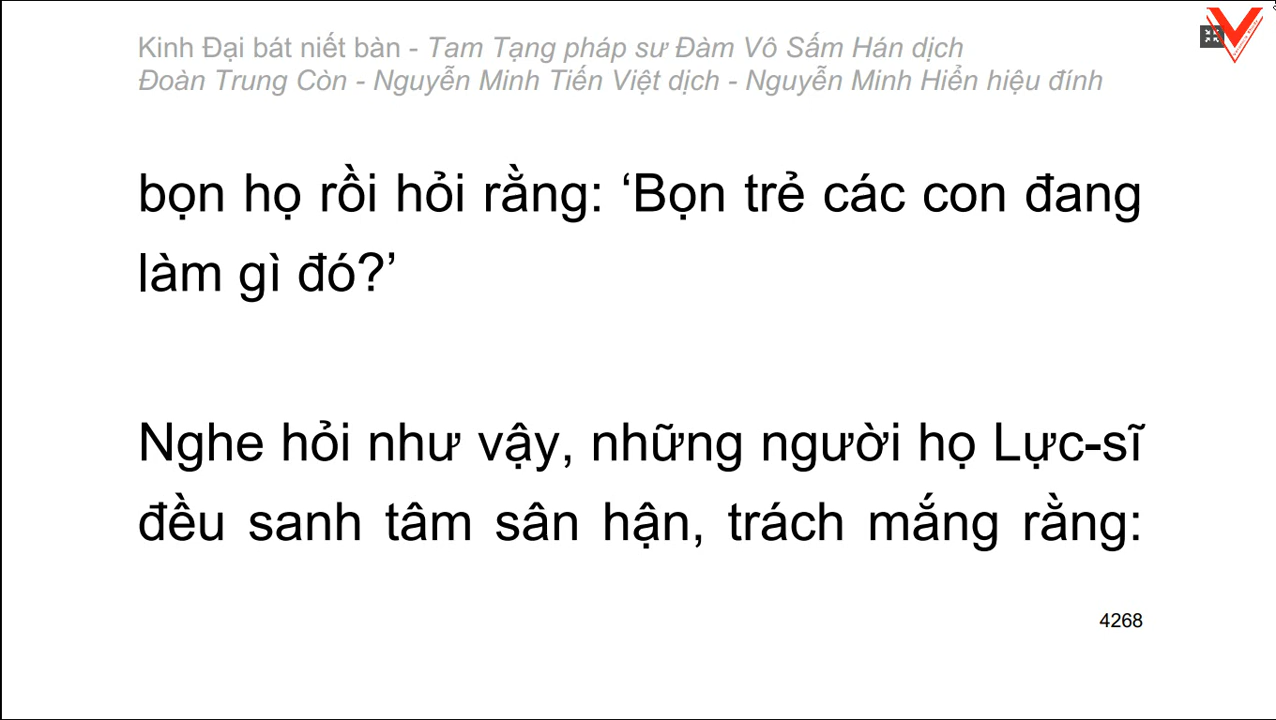 Kinh Đại bát niết bàn - Tam Tạng pháp sư Đàm Vô Sấm Hán dịch
Đoàn Trung Còn - Nguyễn Minh Tiến Việt dịch - Nguyễn Minh Hiển hiệu đính
bọn họ rồi hỏi rằng: ‘Bọn trẻ các con đang
làm gì đó?’
Nghe hỏi như vậy, những người họ Lực-sĩ
đều sanh tâm sân hận, trách mắng rằng:
4268